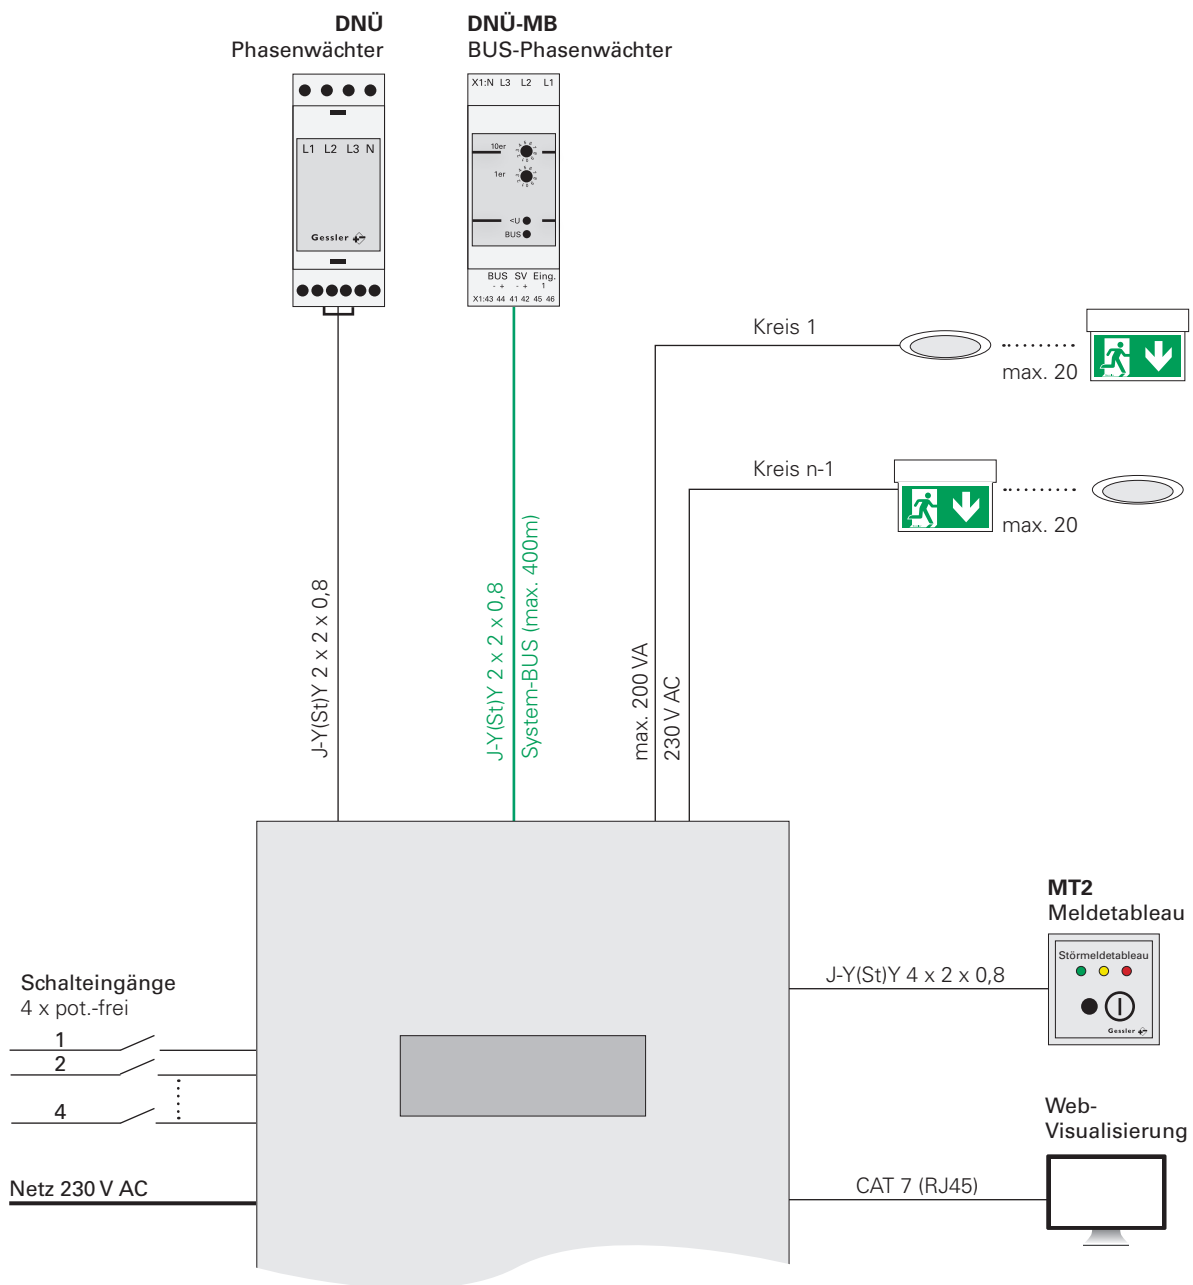 DNÜ
Phasenwächter
DNÜ-MB
BUS-Phasenwächter
L1 L2 L3 N
Gessler
X1:N L3 L2 L1
10er
1er
<U
BUS
BUS SV Eing.
- + - + 1
X1:43 44 41 42 45 46
Kreis 1
max. 20
Kreis n-1
max. 20
J-Y(St)Y 2 x 2 x 0,8
J-Y(St)Y 2 x 2 x 0,8
System-BUS (max. 400m)
max. 200 VA
230 V AC
MT2
Meldetableau
Störmeldetableau
Gessler
J-Y(St)Y 4 x 2 x 0,8
Schalteingänge
4 x pot.-frei
1
2
4
Netz 230 V AC
Web-
Visualisierung
CAT 7 (RJ45)